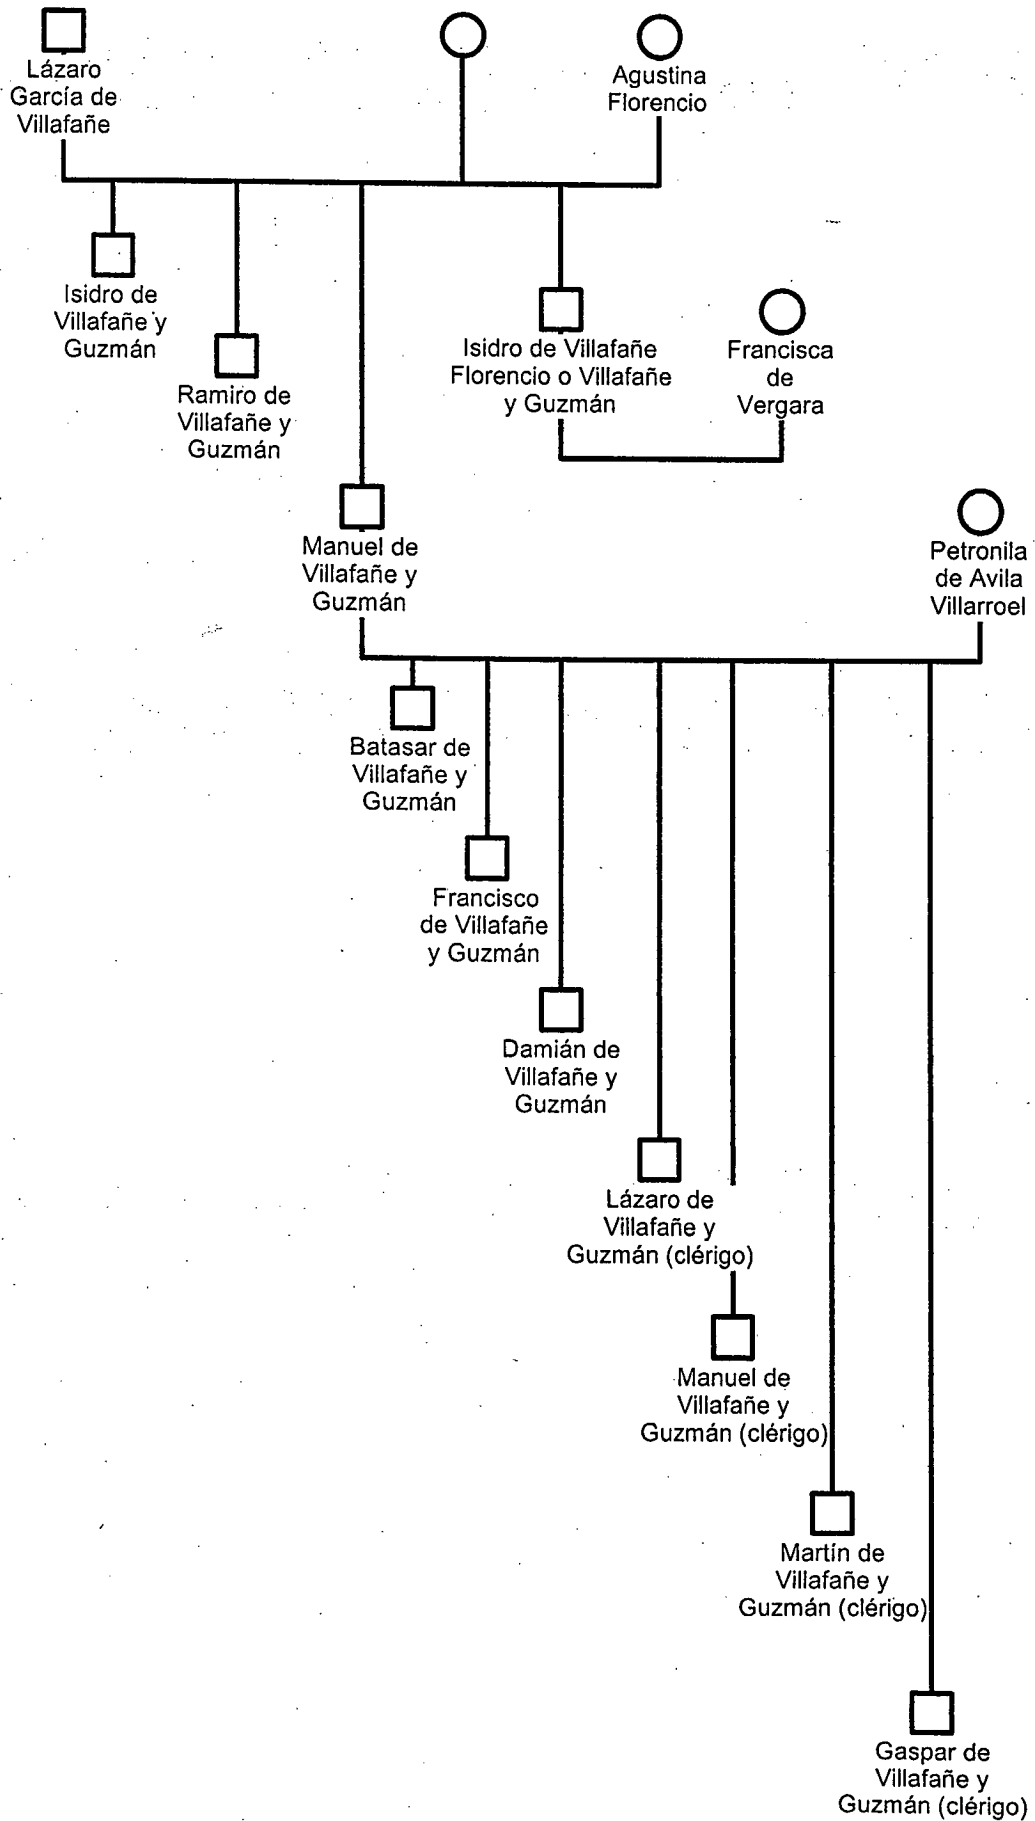 Lázaro
García de
Villafañe
Agustina
Florencio
Isidro de
Villafañe y
Guzmán
Ramiro de
Villafañe y
Guzmán
Isidro de Villafañe
Florencio o Villafañe
y Guzmán
Francisca
de
Vergara
Manuel de
Villafañe y
Guzmán
Petronila
de Avila
Villarroel
Batasar de
Villafañe y
Guzmán
Francisco
de Villafañe
y Guzmán
Damián de
Villafañe y
Guzmán
Lázaro de
Villafañe y
Guzmán (clérigo)
Manuel de
Villafañe y
Guzmán (clérigo)
Martín de
Villafañe y
Guzmán (clérigo)
Gaspar de
Villafañe y
Guzmán (clérigo)